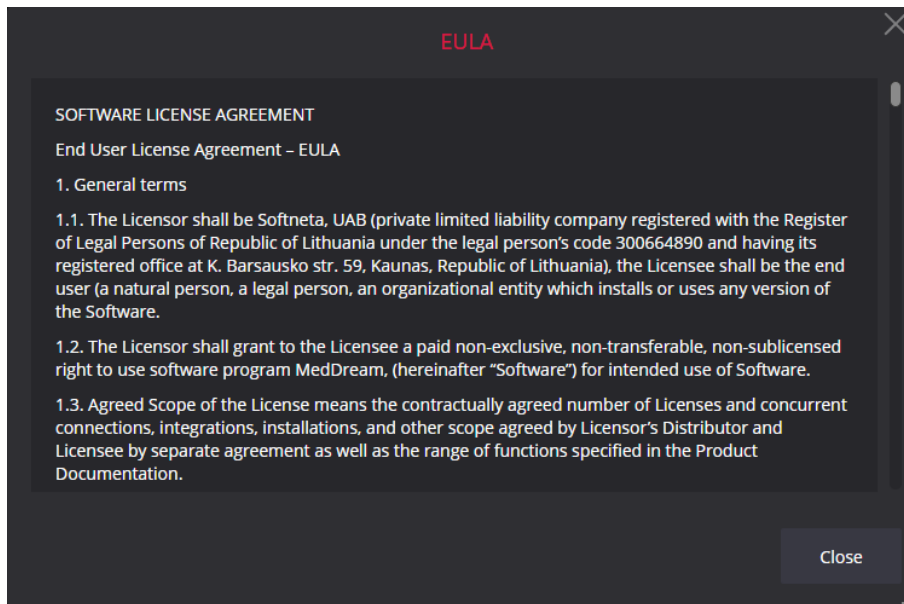 EULA
SOFTWARE LICENSE AGREEMENT
End User License Agreement – EULA
1. General terms
1.1. The Licensor shall be Softneta, UAB (private limited liability company registered with the Register
of Legal Persons of Republic of Lithuania under the legal person’s code 300664890 and having its
registered office at K. Barsausko str. 59, Kaunas, Republic of Lithuania), the Licensee shall be the end
user (a natural person, a legal person, an organizational entity which installs or uses any version of
the Software.
1.2. The Licensor shall grant to the Licensee a paid non-exclusive, non-transferable, non-sublicensed
right to use software program MedDream, (hereinafter “Software”) for intended use of Software.
1.3. Agreed Scope of the License means the contractually agreed number of Licenses and concurrent
connections, integrations, installations, and other scope agreed by Licensor’s Distributor and
Licensee by separate agreement as well as the range of functions specified in the Product
Documentation.
Close